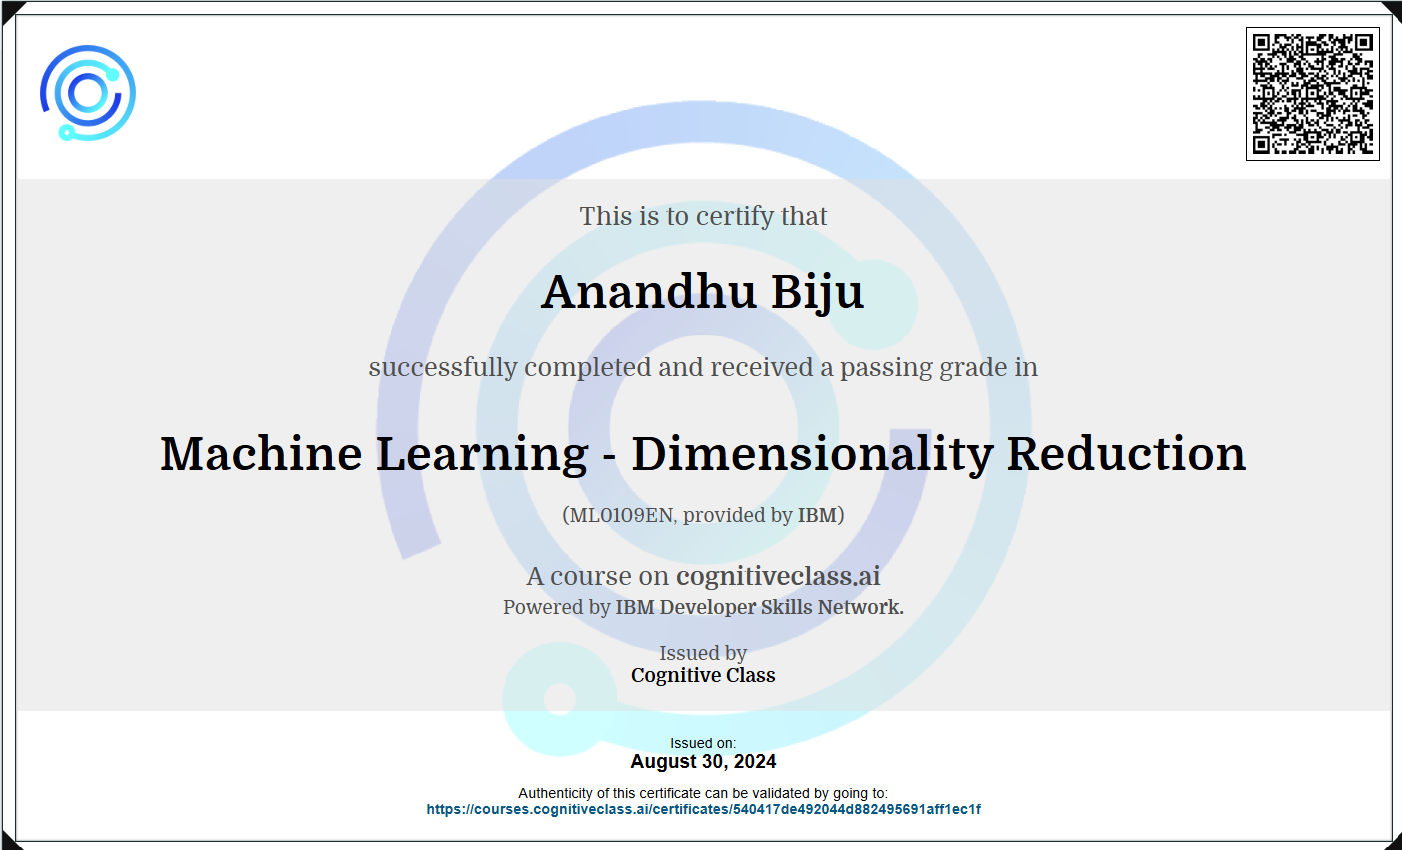 This is to certify that
Anandhu Biju
successfully completed and received a passing grade in
Machine Learning - Dimensionality Reduction
(ML0109EN, provided by IBM)
A course on cognitiveclass.ai
Powered by IBM Developer Skills Network.
Issued by
Cognitive Class
Issued on:
August 30, 2024
Authenticity of this certificate can be validated by going to:
https://courses.cognitiveclass.ai/certificates/540417de492044d882495691aff1ec1f